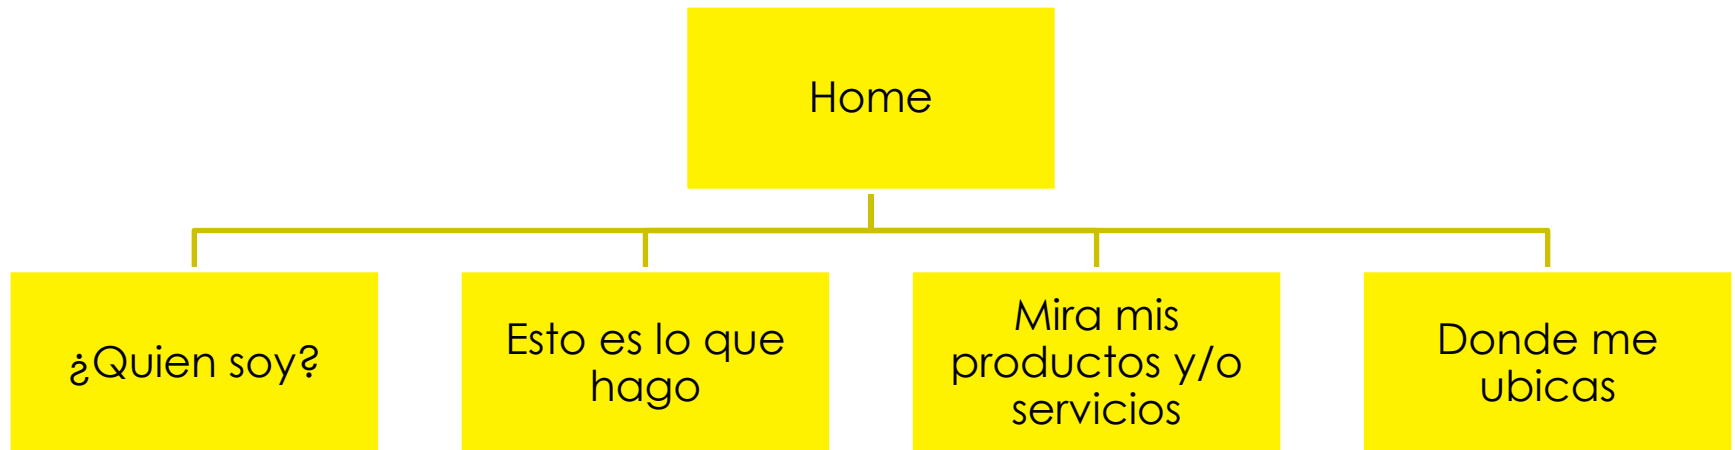 Home
¿Quien soy?
Esto es lo que
hago
Mira mis
productos y/o
servicios
Donde me
ubicas